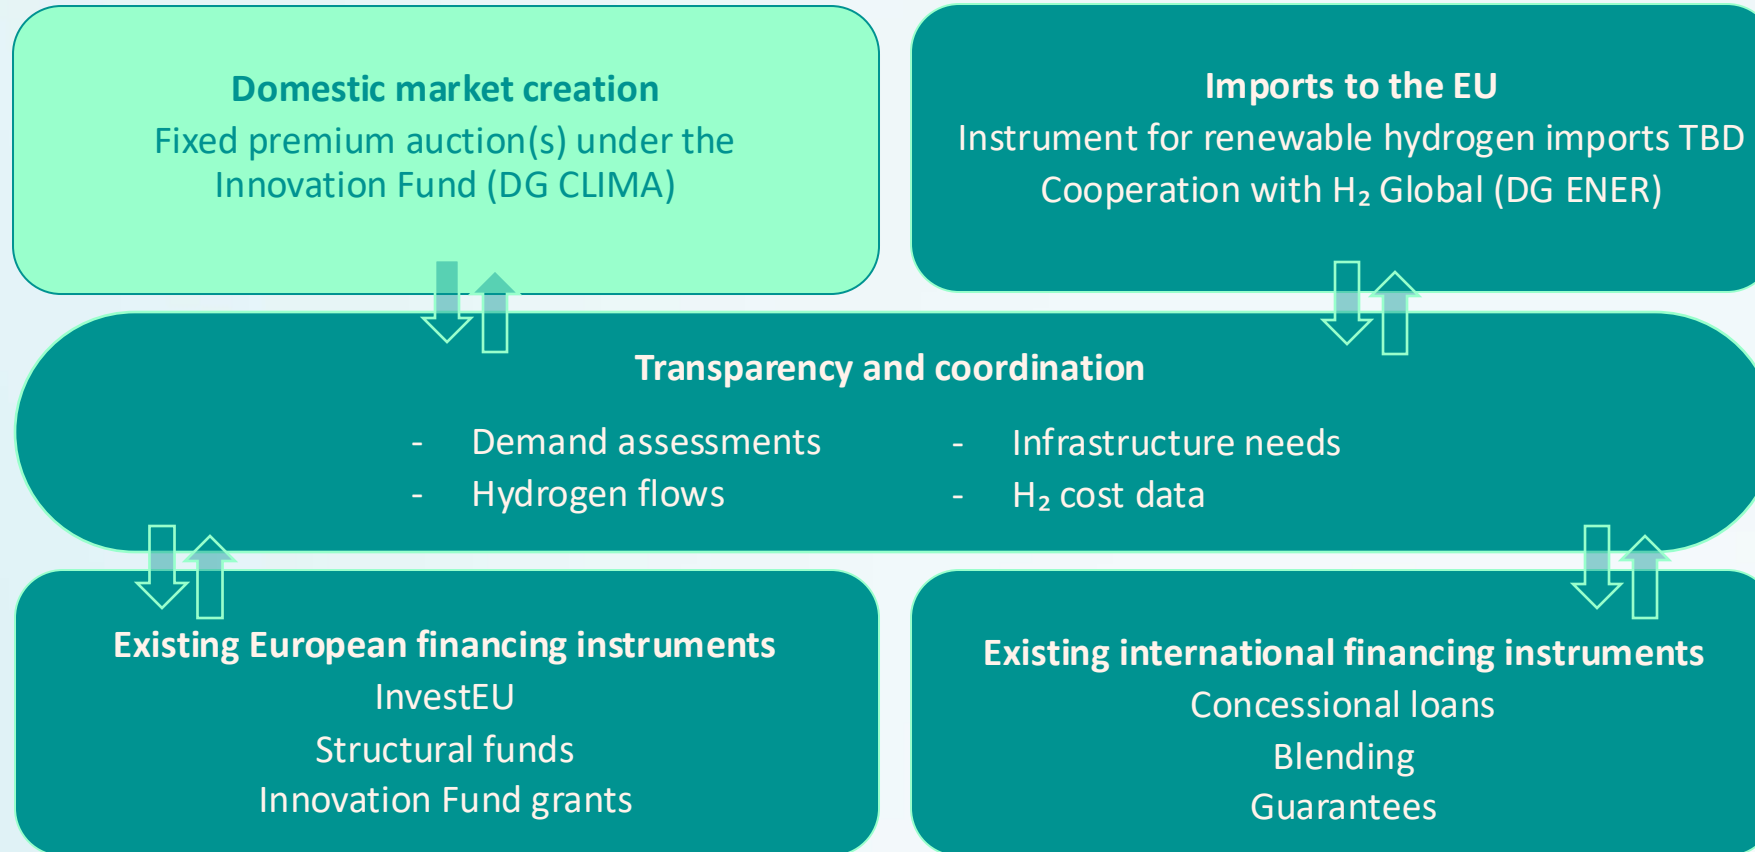 Domestic market creation
Fixed premium auction(s) under the
Innovation Fund (DG CLIMA)
Imports to the EU
Instrument for renewable hydrogen imports TBD
Cooperation with H₂ Global (DG ENER)
Transparency and coordination
- Demand assessments
- Hydrogen flows
- Infrastructure needs
- H₂ cost data
Existing European financing instruments
InvestEU
Structural funds
Innovation Fund grants
Existing international financing instruments
Concessional loans
Blending
Guarantees